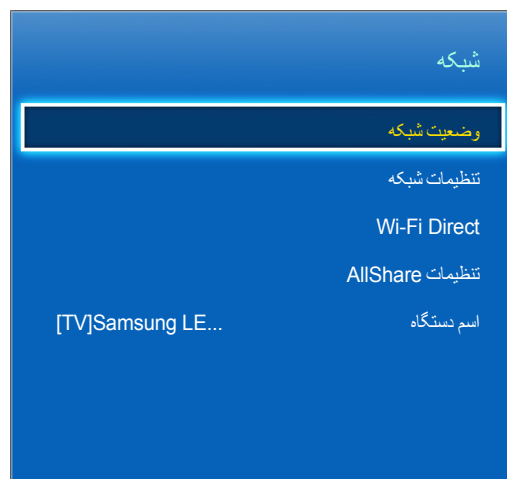 شبکه
وضعیت شبکه
تنظیمات شبکه
Wi-Fi Direct
تنظیمات AllShare
اسم دستگاه [TV]Samsung LE...